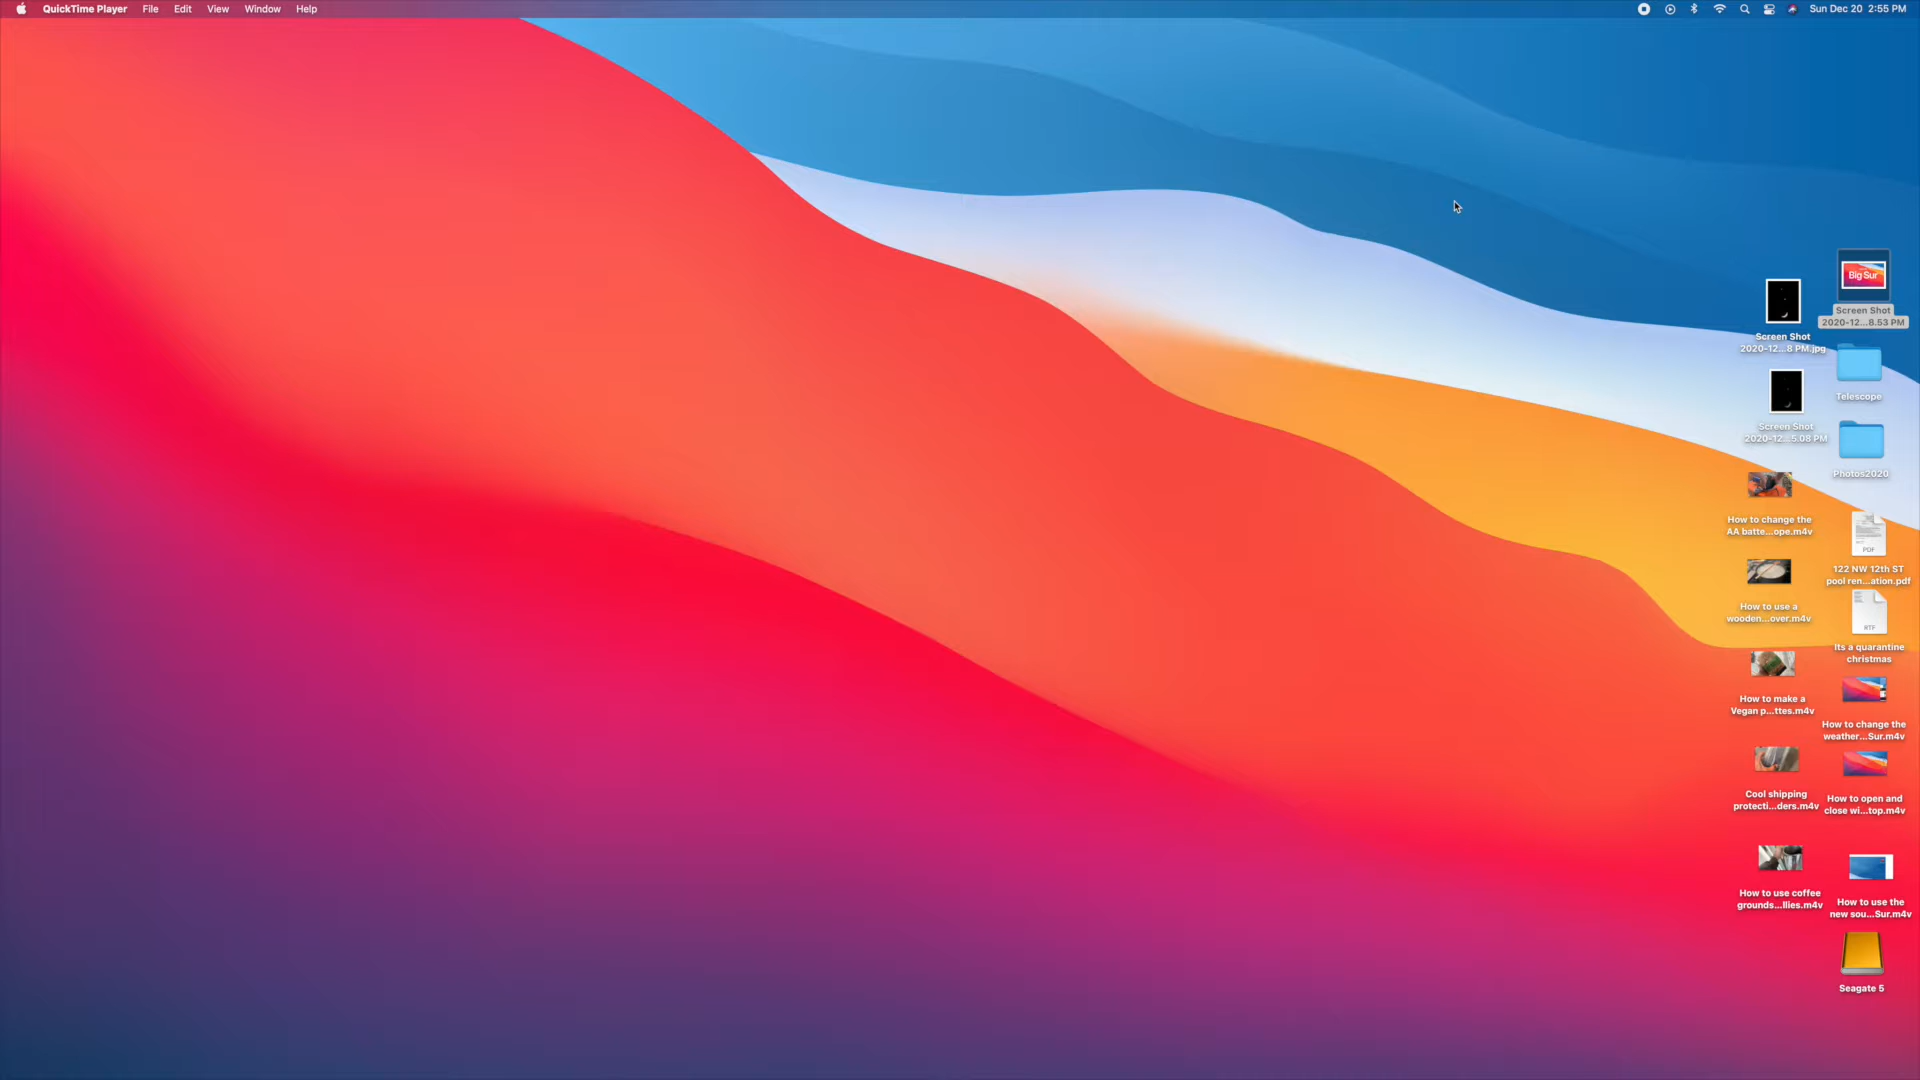 QuickTime Player File Edit View Window Help
Sun Dec 20 2:55 PM
Big Sur
Screen Shot
2020-12...8.53 PM
Screen Shot
2020-12...8 PM.jpg
Telescope
Screen Shot
2020-12...5.08 PM
Photos2020
How to change the
AA batte...ope.m4v
PDF
122 NW 12th ST
pool ren...ation.pdf
How to use a
wooden...over.m4v
RTF
Its a quarantine
christmas
How to make a
Vegan p...ttes.m4v
How to change the
weather...Sur.m4v
Cool shipping
protecti...ders.m4v
How to open and
close wi...top.m4v
How to use coffee
grounds...llies.m4v
How to use the
new sou...Sur.m4v
Seagate 5